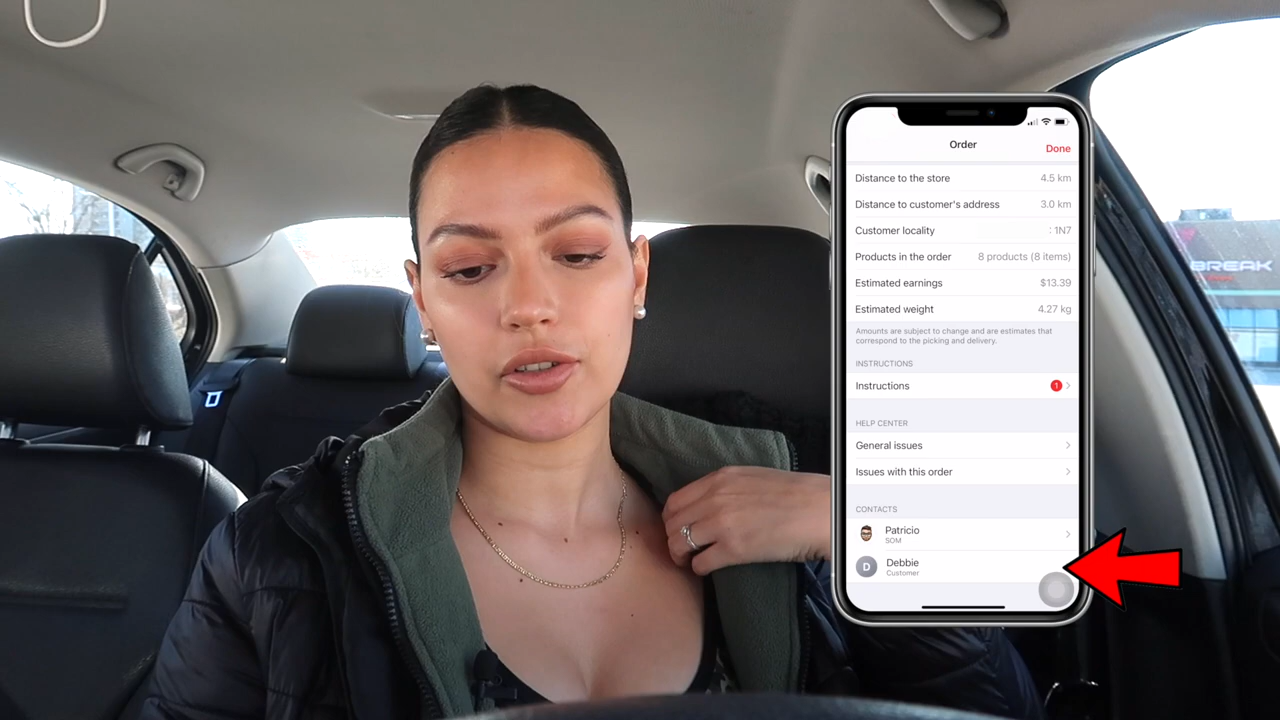 Order
Done
Distance to the store 4.5 km
Distance to customer's address 3.0 km
Customer locality : 1N7
Products in the order 8 products (8 items)
Estimated earnings $13.39
Estimated weight 4.27 kg
Amounts are subject to change and are estimates that
correspond to the picking and delivery.
INSTRUCTIONS
Instructions 1
HELP CENTER
General issues
Issues with this order
CONTACTS
Patricio
SOM
D Debbie
Customer
BREAK